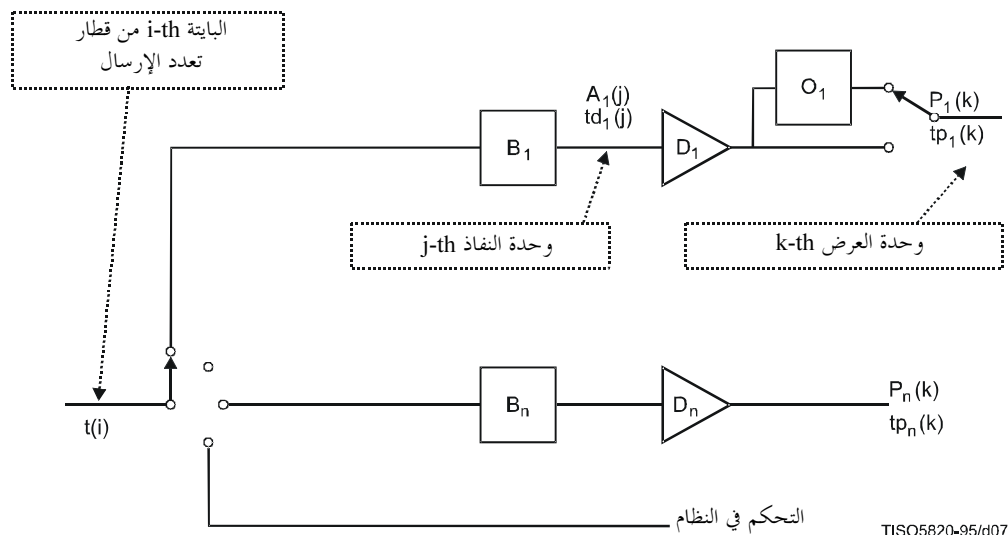 البايتة i-th من قطار
تعدد الإرسال
O₁
P₁(k)
tp₁(k)
A₁(j)
td₁(j)
B₁
D₁
وحدة النفاذ j-th
وحدة العرض k-th
t(i)
Bₙ
Dₙ
Pₙ(k)
tpₙ(k)
التحكم في النظام
TISO5820-95/d07